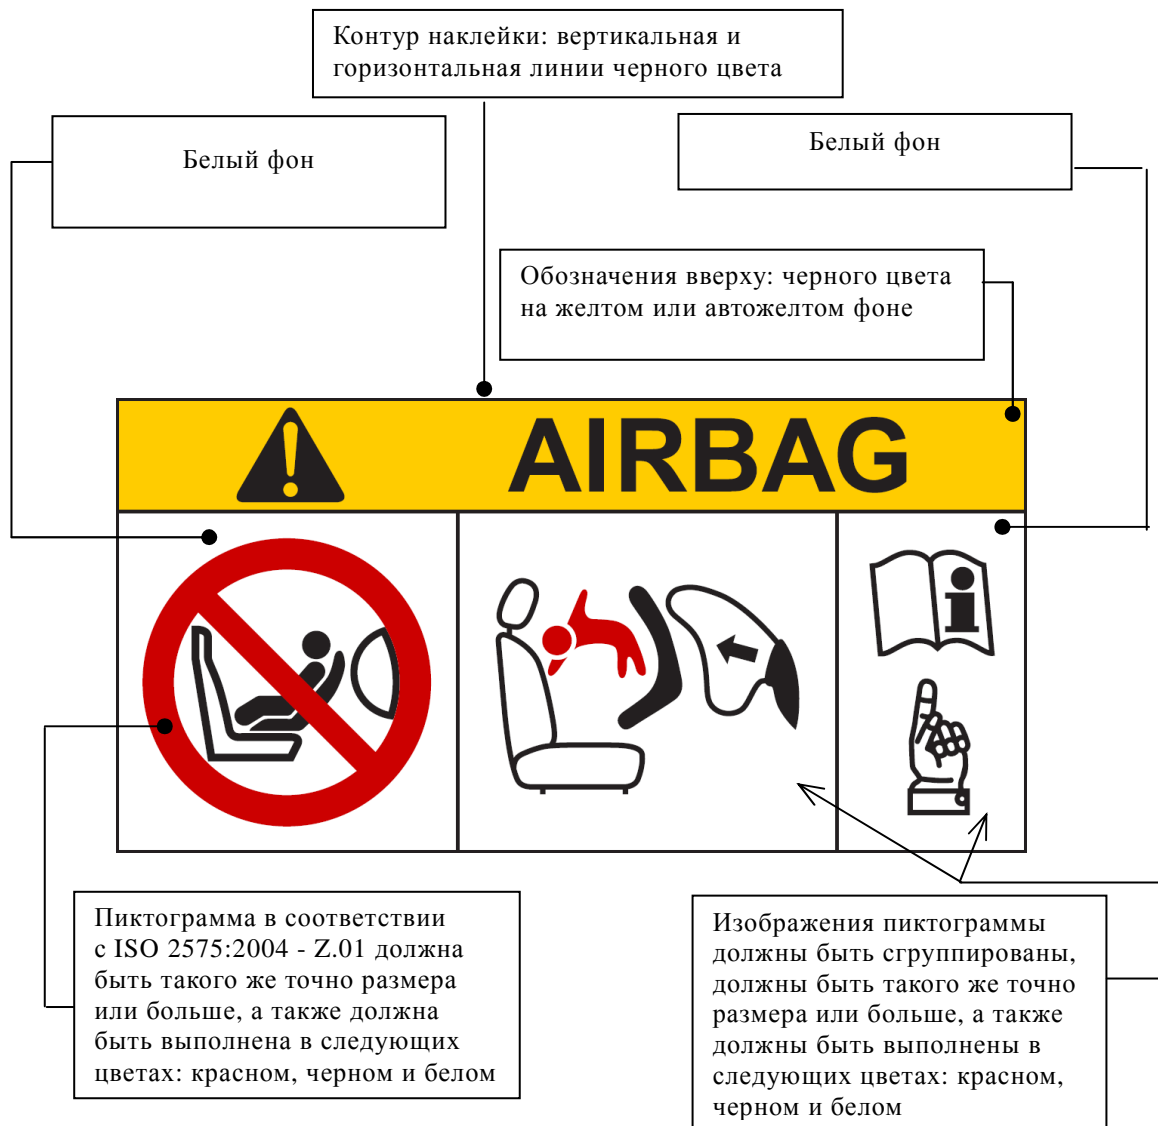 Контур наклейки: вертикальная и
горизонтальная линии черного цвета
Белый фон
Белый фон
Обозначения вверху: черного цвета
на желтом или автожелтом фоне
AIRBAG
Пиктограмма в соответствии
с ISO 2575:2004 - Z.01 должна
быть такого же точно размера
или больше, а также должна
быть выполнена в следующих
цветах: красном, черном и белом
Изображения пиктограммы
должны быть сгруппированы,
должны быть такого же точно
размера или больше, а также
должны быть выполнены в
следующих цветах: красном,
черном и белом